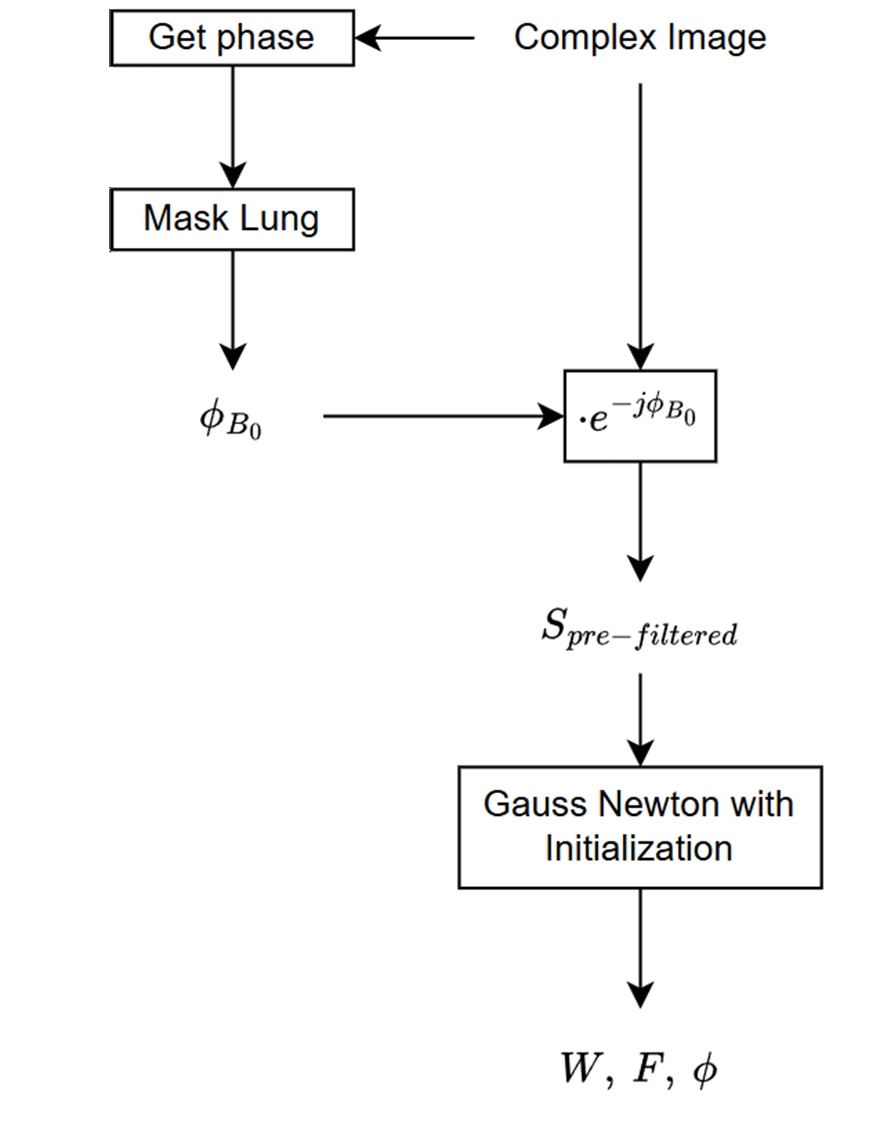 Get phase
Complex Image
Mask Lung
ϕ_{B_0}
·e^{-jϕ_{B_0}}
S_{pre-filtered}
Gauss Newton with
Initialization
W, F, ϕ